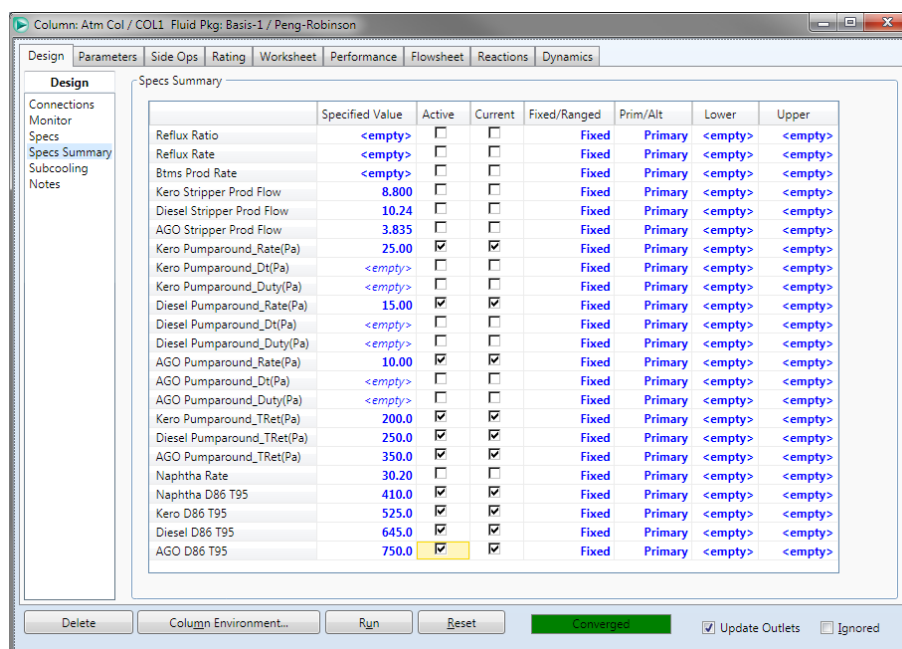 Column: Atm Col / COL1 Fluid Pkg: Basis-1 / Peng-Robinson
Design Parameters Side Ops Rating Worksheet Performance Flowsheet Reactions Dynamics
Design
Connections
Monitor
Specs
Specs Summary
Subcooling
Notes
Specs Summary
Specified Value Active Current Fixed/Ranged Prim/Alt Lower Upper
Reflux Ratio <empty> Fixed Primary <empty> <empty>
Reflux Rate <empty> Fixed Primary <empty> <empty>
Btms Prod Rate <empty> Fixed Primary <empty> <empty>
Kero Stripper Prod Flow 8.800 Fixed Primary <empty> <empty>
Diesel Stripper Prod Flow 10.24 Fixed Primary <empty> <empty>
AGO Stripper Prod Flow 3.835 Fixed Primary <empty> <empty>
Kero Pumparound_Rate(Pa) 25.00 Fixed Primary <empty> <empty>
Kero Pumparound_Dt(Pa) <empty> Fixed Primary <empty> <empty>
Kero Pumparound_Duty(Pa) <empty> Fixed Primary <empty> <empty>
Diesel Pumparound_Rate(Pa) 15.00 Fixed Primary <empty> <empty>
Diesel Pumparound_Dt(Pa) <empty> Fixed Primary <empty> <empty>
Diesel Pumparound_Duty(Pa) <empty> Fixed Primary <empty> <empty>
AGO Pumparound_Rate(Pa) 10.00 Fixed Primary <empty> <empty>
AGO Pumparound_Dt(Pa) <empty> Fixed Primary <empty> <empty>
AGO Pumparound_Duty(Pa) <empty> Fixed Primary <empty> <empty>
Kero Pumparound_TRet(Pa) 200.0 Fixed Primary <empty> <empty>
Diesel Pumparound_TRet(Pa) 250.0 Fixed Primary <empty> <empty>
AGO Pumparound_TRet(Pa) 350.0 Fixed Primary <empty> <empty>
Naphtha Rate 30.20 Fixed Primary <empty> <empty>
Naphtha D86 T95 410.0 Fixed Primary <empty> <empty>
Kero D86 T95 525.0 Fixed Primary <empty> <empty>
Diesel D86 T95 645.0 Fixed Primary <empty> <empty>
AGO D86 T95 750.0 Fixed Primary <empty> <empty>
Delete Column Environment... Run Reset Converged Update Outlets Ignored